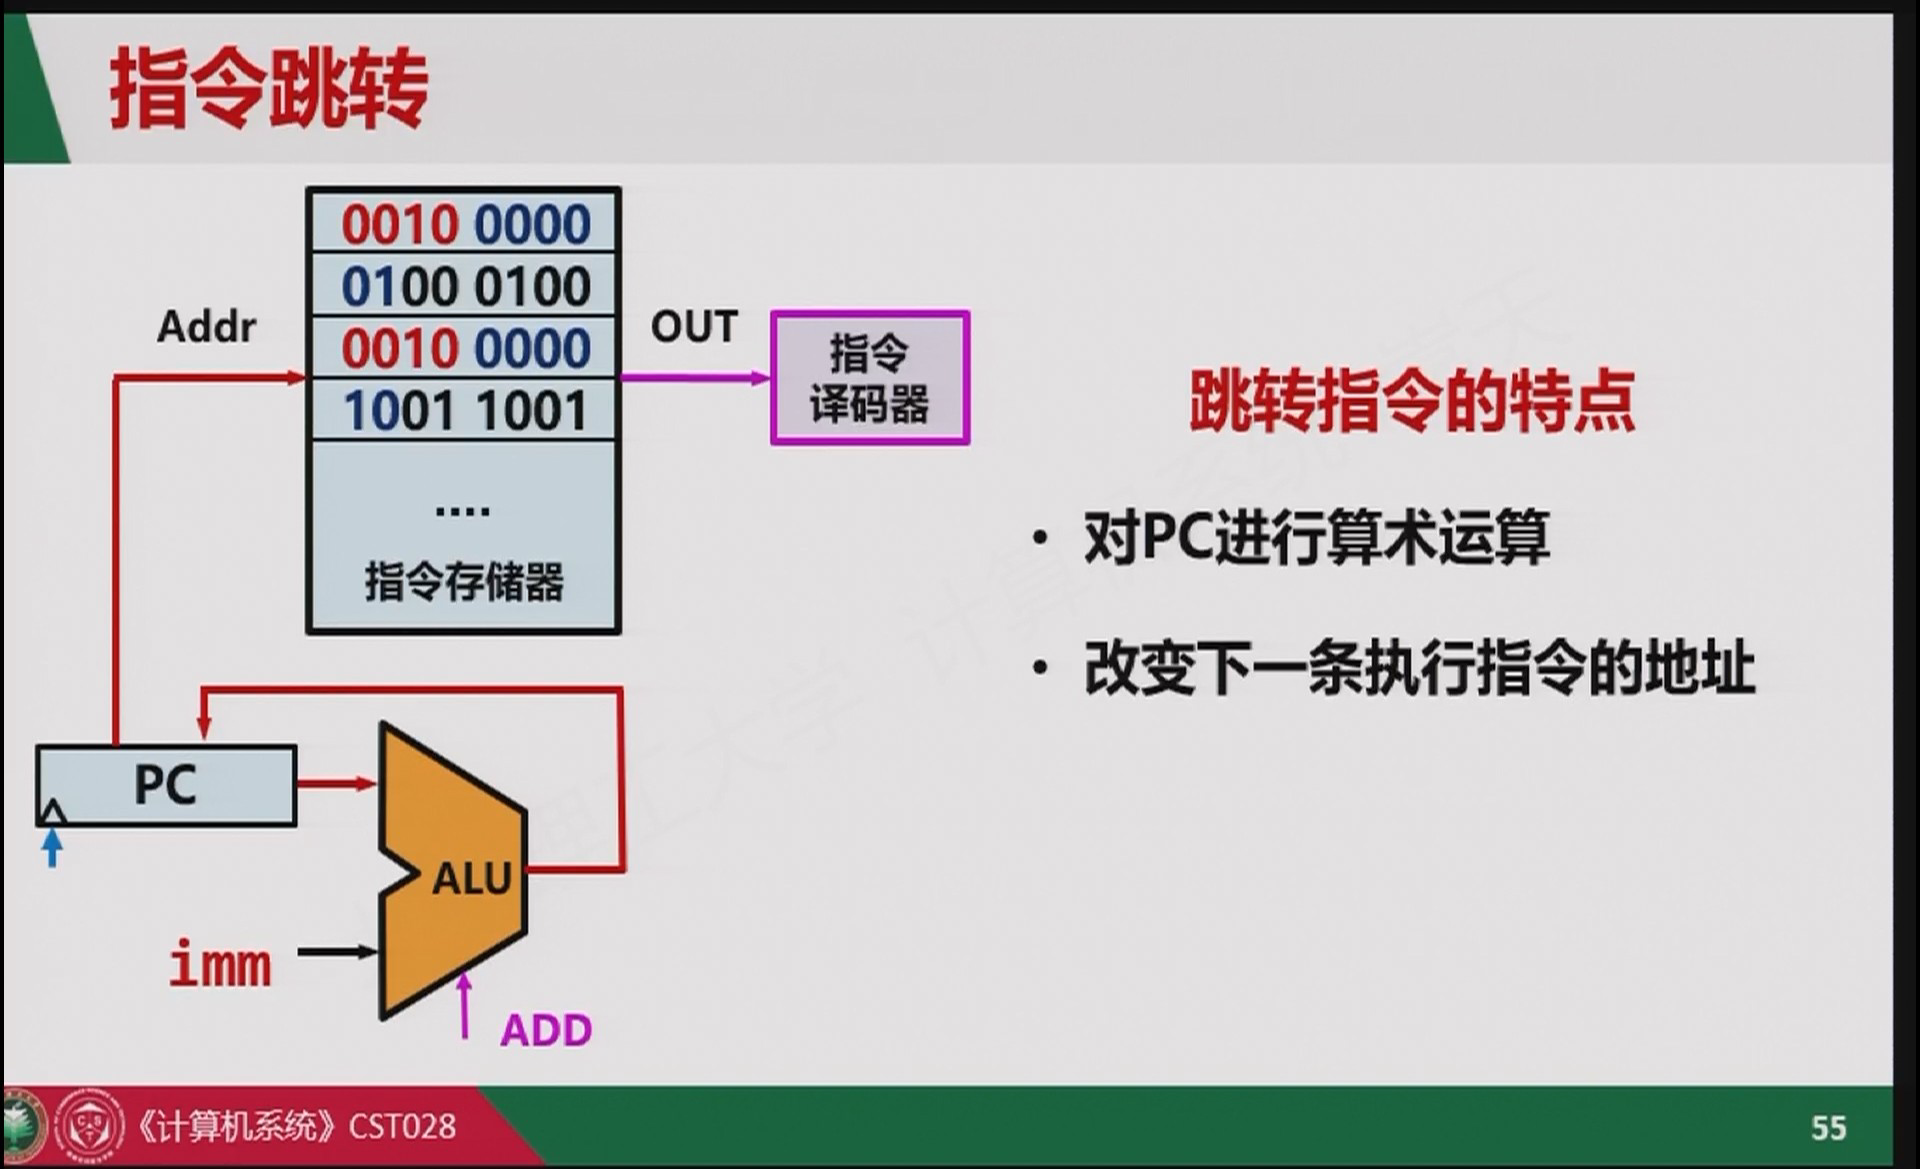 指令跳转
0010 0000
0100 0100
0010 0000
1001 1001
....
指令存储器
Addr
OUT
指令
译码器
PC
ALU
imm
ADD
跳转指令的特点
• 对PC进行算术运算
• 改变下一条执行指令的地址
《计算机系统》CST028
55